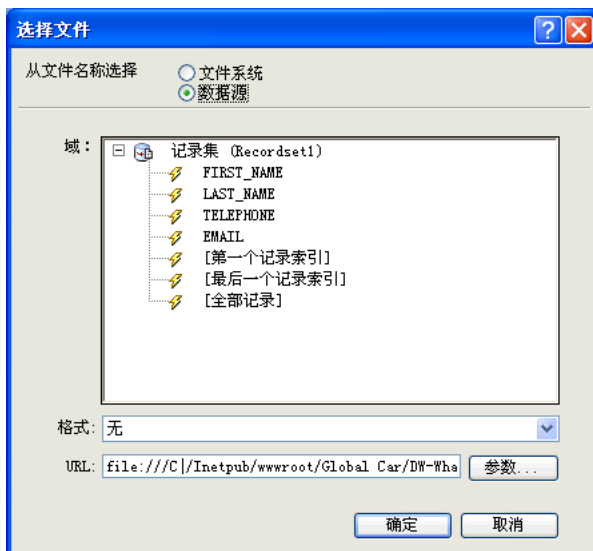 选择文件
从文件名称选择
文件系统
数据源
域：
记录集 (Recordset1)
FIRST_NAME
LAST_NAME
TELEPHONE
EMAIL
[第一个记录索引]
[最后一个记录索引]
[全部记录]
格式: 无
URL: file:///C|/Inetpub/wwwroot/Global Car/DW-Wha 参数...
确定 取消